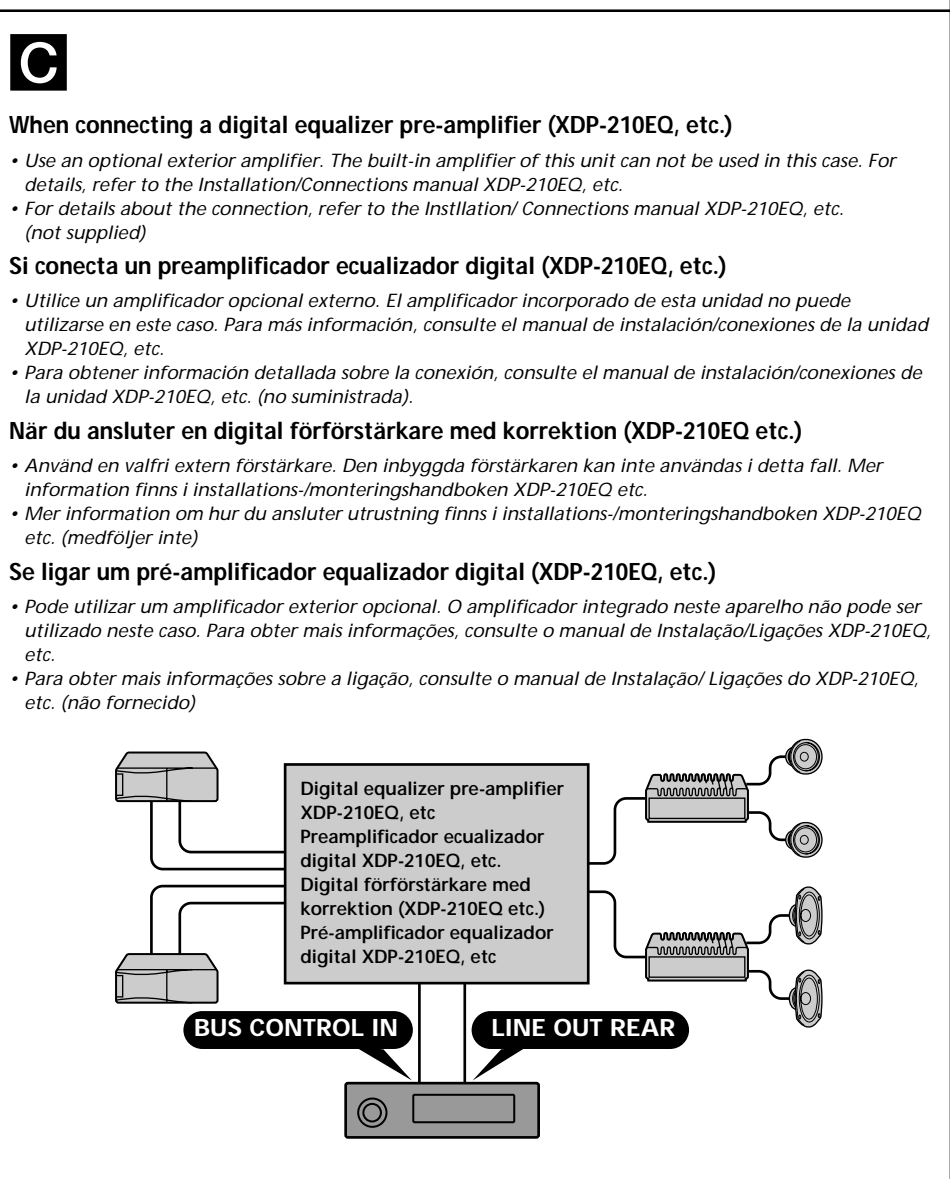 C
When connecting a digital equalizer pre-amplifier (XDP-210EQ, etc.)
• Use an optional exterior amplifier. The built-in amplifier of this unit can not be used in this case. For
details, refer to the Installation/Connections manual XDP-210EQ, etc.
• For details about the connection, refer to the Instllation/ Connections manual XDP-210EQ, etc.
(not supplied)
Si conecta un preamplificador ecualizador digital (XDP-210EQ, etc.)
• Utilice un amplificador opcional externo. El amplificador incorporado de esta unidad no puede
utilizarse en este caso. Para más información, consulte el manual de instalación/conexiones de la unidad
XDP-210EQ, etc.
• Para obtener información detallada sobre la conexión, consulte el manual de instalación/conexiones de
la unidad XDP-210EQ, etc. (no suministrada).
När du ansluter en digital förförstärkare med korrektion (XDP-210EQ etc.)
• Använd en valfri extern förstärkare. Den inbyggda förstärkaren kan inte användas i detta fall. Mer
information finns i installations-/monteringshandboken XDP-210EQ etc.
• Mer information om hur du ansluter utrustning finns i installations-/monteringshandboken XDP-210EQ
etc. (medföljer inte)
Se ligar um pré-amplificador equalizador digital (XDP-210EQ, etc.)
• Pode utilizar um amplificador exterior opcional. O amplificador integrado neste aparelho não pode ser
utilizado neste caso. Para obter mais informações, consulte o manual de Instalação/Ligações XDP-210EQ,
etc.
• Para obter mais informações sobre a ligação, consulte o manual de Instalação/ Ligações do XDP-210EQ,
etc. (não fornecido)
Digital equalizer pre-amplifier
XDP-210EQ, etc
Preamplificador ecualizador
digital XDP-210EQ, etc.
Digital förförstärkare med
korrektion (XDP-210EQ etc.)
Pré-amplificador equalizador
digital XDP-210EQ, etc
BUS CONTROL IN
LINE OUT REAR